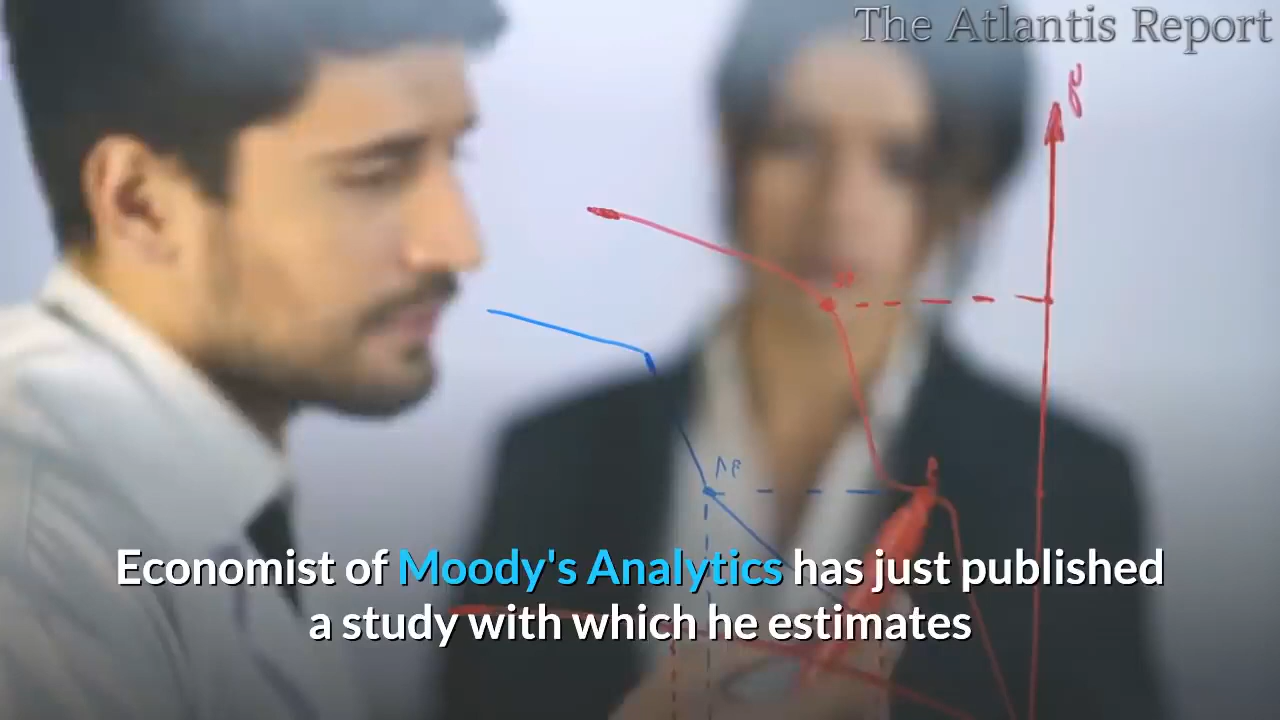 The Atlantis Report
Economist of Moody's Analytics has just published
a study with which he estimates